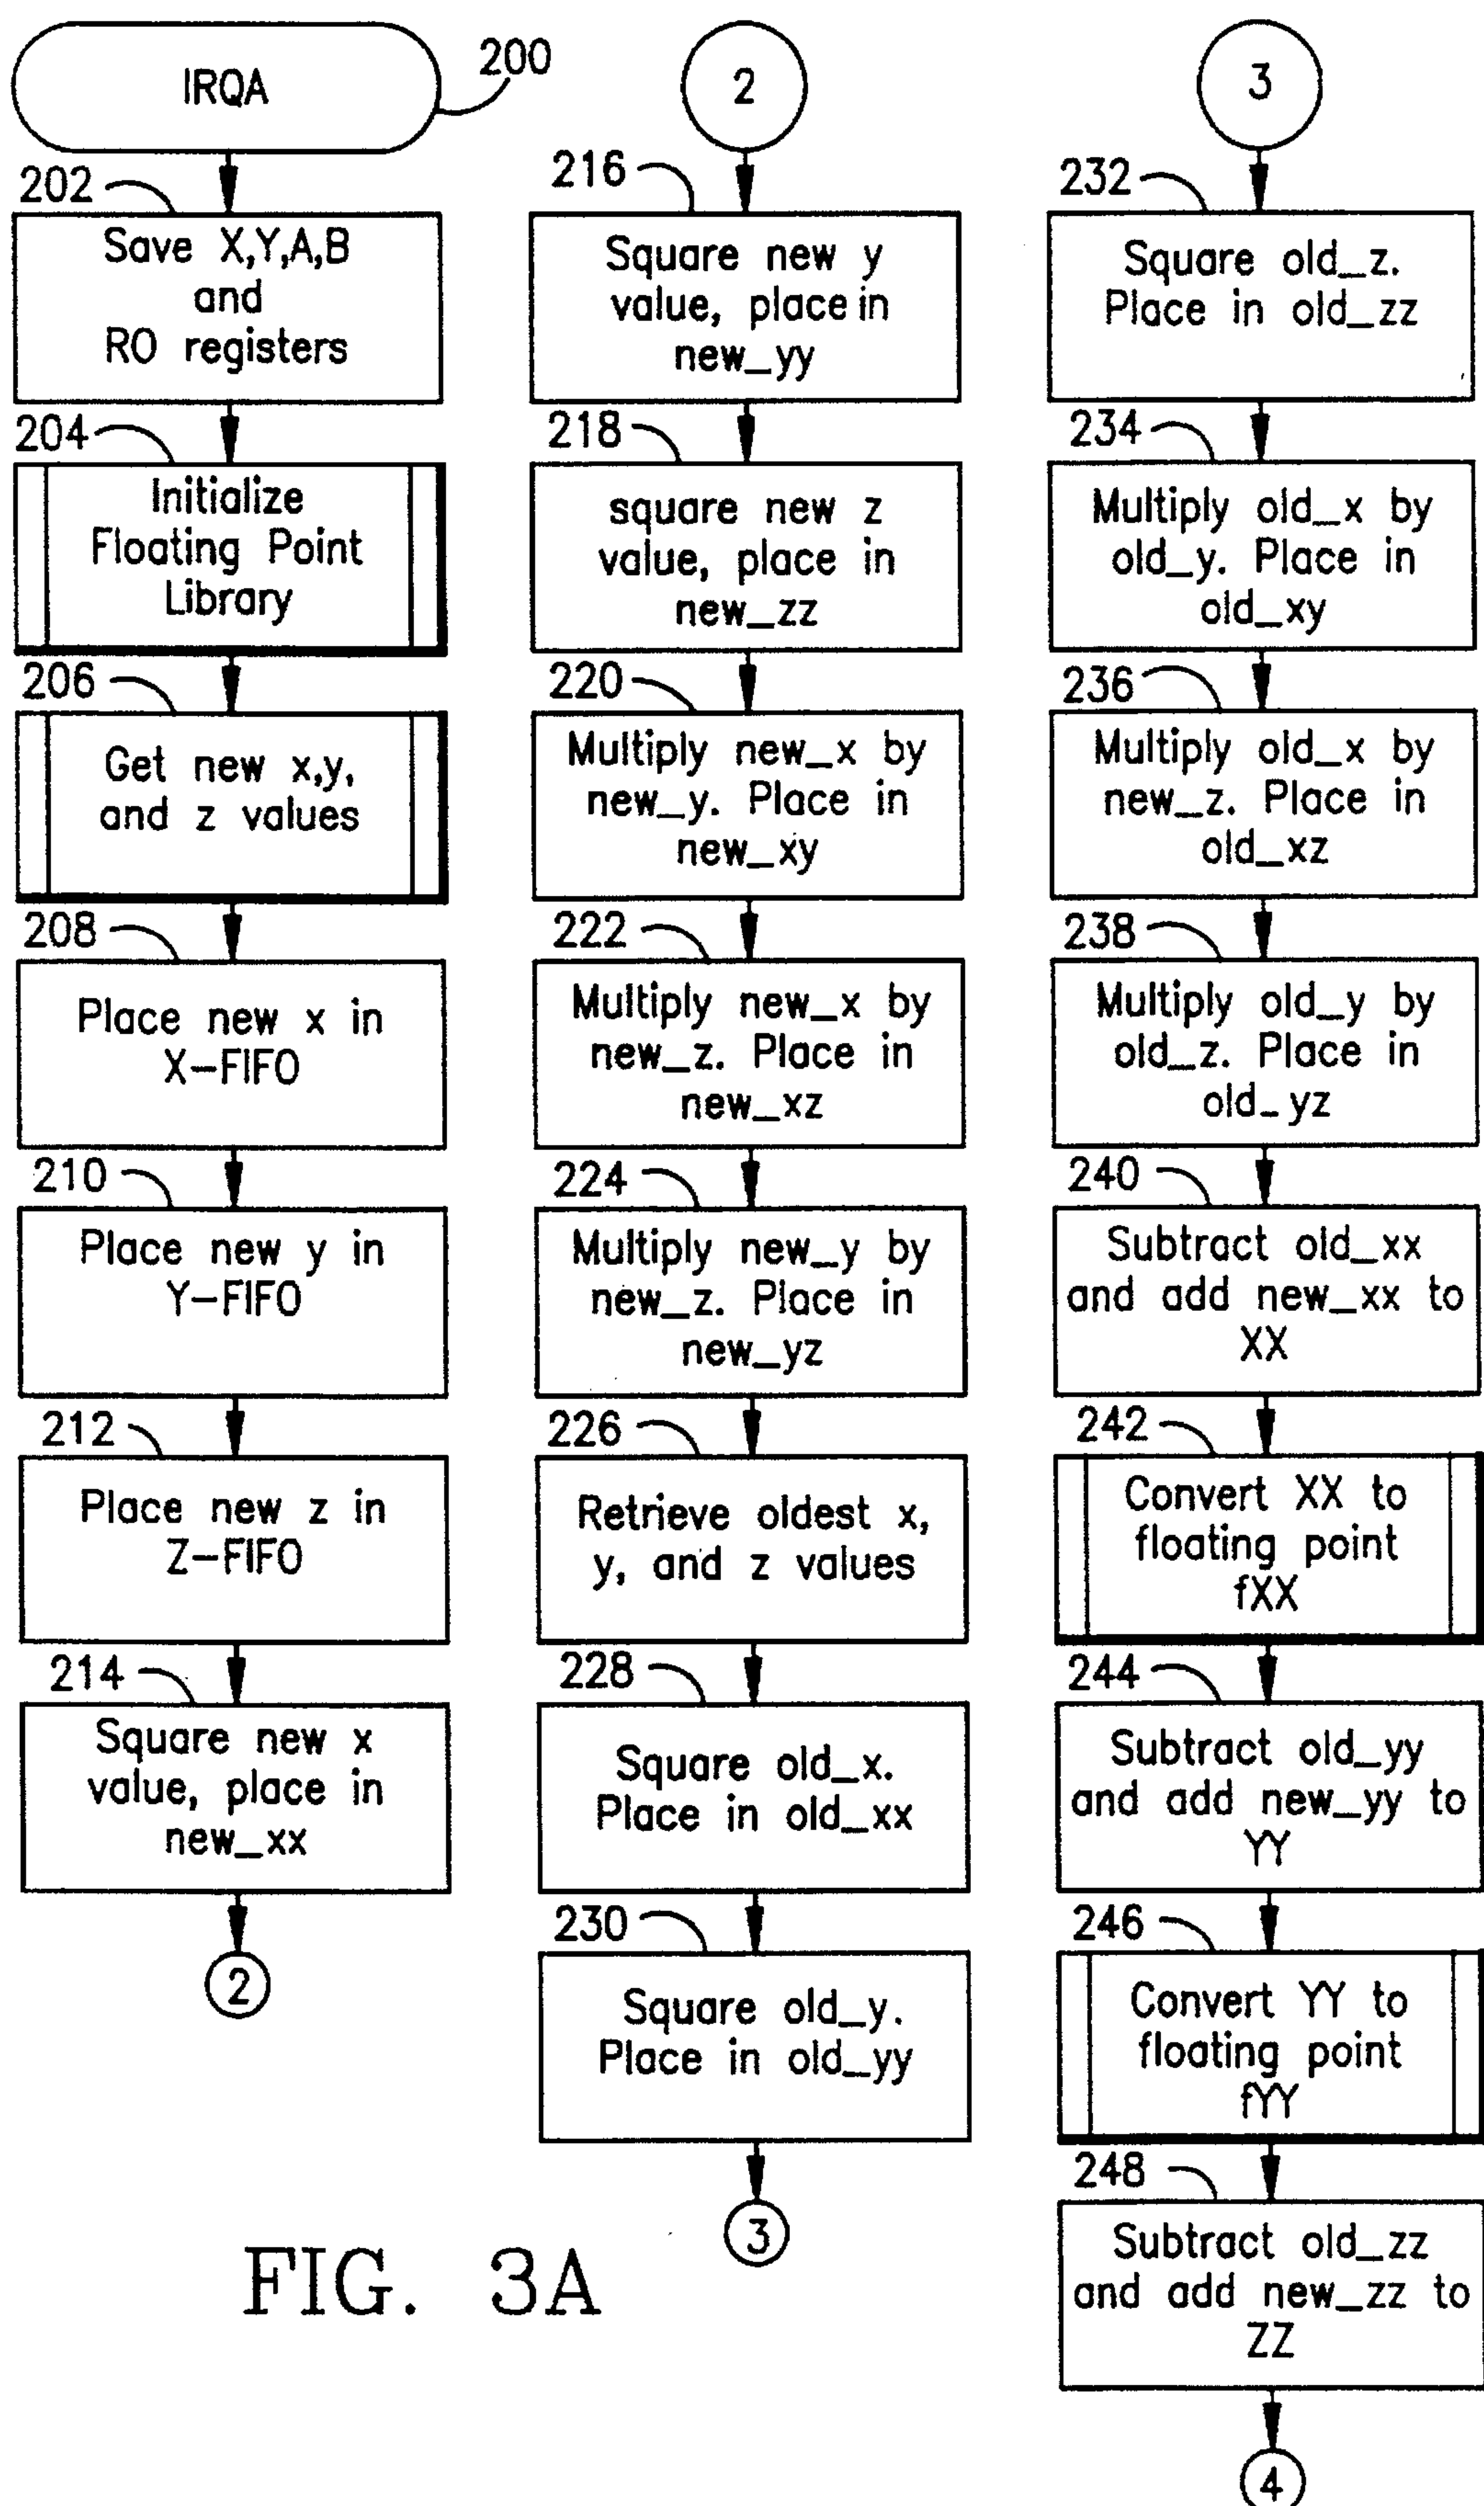 IRQA
200
202
Save X,Y,A,B
and
RO registers
204
Initialize
Floating Point
Library
206
Get new x,y,
and z values
208
Place new x in
X-FIFO
210
Place new y in
Y-FIFO
212
Place new z in
Z-FIFO
214
Square new x
value, place in
new_xx
2
2
216
Square new y
value, place in
new_yy
218
square new z
value, place in
new_zz
220
Multiply new_x by
new_y. Place in
new_xy
222
Multiply new_x by
new_z. Place in
new_xz
224
Multiply new_y by
new_z. Place in
new_yz
226
Retrieve oldest x,
y, and z values
228
Square old_x.
Place in old_xx
230
Square old_y.
Place in old_yy
3
3
232
Square old_z.
Place in old_zz
234
Multiply old_x by
old_y. Place in
old_xy
236
Multiply old_x by
new_z. Place in
old_xz
238
Multiply old_y by
old_z. Place in
old_yz
240
Subtract old_xx
and add new_xx to
XX
242
Convert XX to
floating point
fXX
244
Subtract old_yy
and add new_yy to
YY
246
Convert YY to
floating point
fYY
248
Subtract old_zz
and add new_zz to
ZZ
4
FIG. 3A